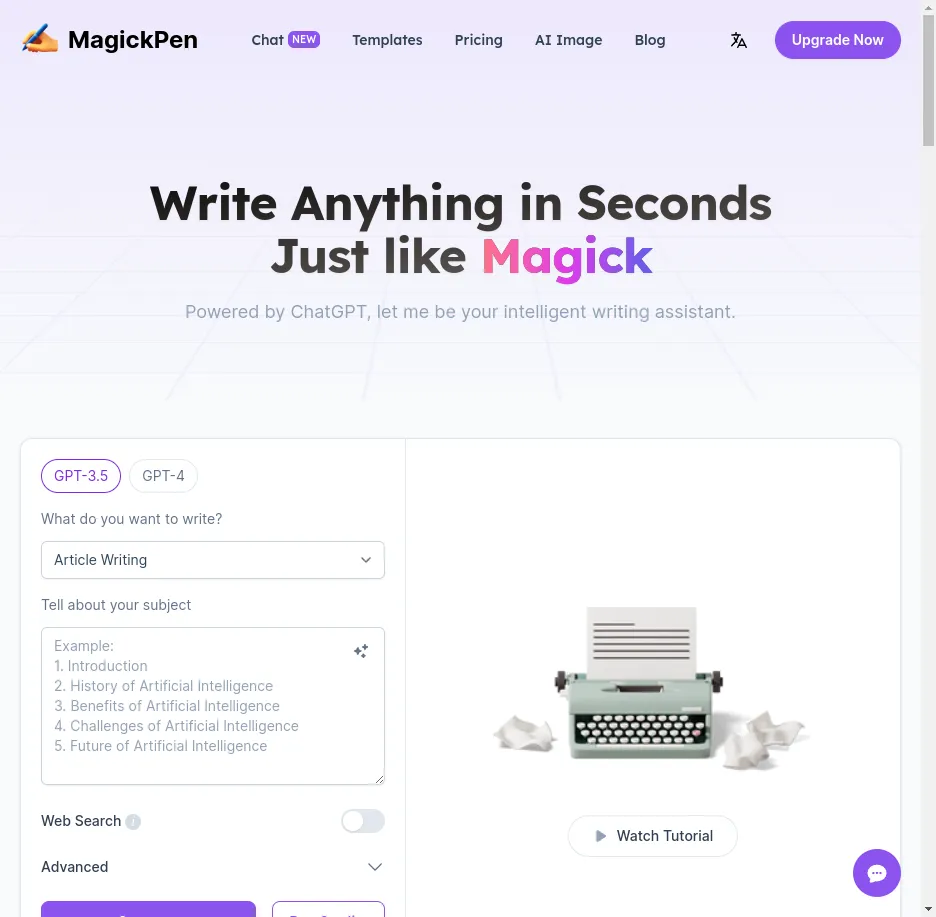 MagickPen
Chat NEW
Templates
Pricing
AI Image
Blog
Upgrade Now
Write Anything in Seconds
Just like Magick
Powered by ChatGPT, let me be your intelligent writing assistant.
GPT-3.5
GPT-4
What do you want to write?
Article Writing
Tell about your subject
Example:
1. Introduction
2. History of Artificial Intelligence
3. Benefits of Artificial Intelligence
4. Challenges of Artificial Intelligence
5. Future of Artificial Intelligence
Web Search
Advanced
Watch Tutorial